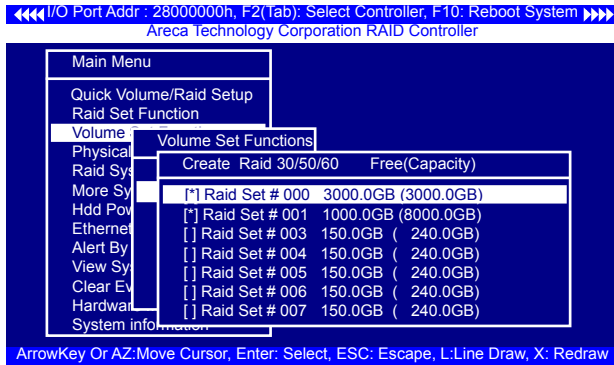 I/O Port Addr : 28000000h, F2(Tab): Select Controller, F10: Reboot System
Areca Technology Corporation RAID Controller
Main Menu
Quick Volume/Raid Setup
Raid Set Function
Volume
Physical
Raid Sys
More Sy
Hdd Pow
Ethernet
Alert By
View Sy
Clear Ev
Hardwar
System information
Volume Set Functions
Create Raid 30/50/60 Free(Capacity)
[*] Raid Set # 000 3000.0GB (3000.0GB)
[*] Raid Set # 001 1000.0GB (8000.0GB)
[ ] Raid Set # 003 150.0GB ( 240.0GB)
[ ] Raid Set # 004 150.0GB ( 240.0GB)
[ ] Raid Set # 005 150.0GB ( 240.0GB)
[ ] Raid Set # 006 150.0GB ( 240.0GB)
[ ] Raid Set # 007 150.0GB ( 240.0GB)
ArrowKey Or AZ:Move Cursor, Enter: Select, ESC: Escape, L:Line Draw, X: Redraw